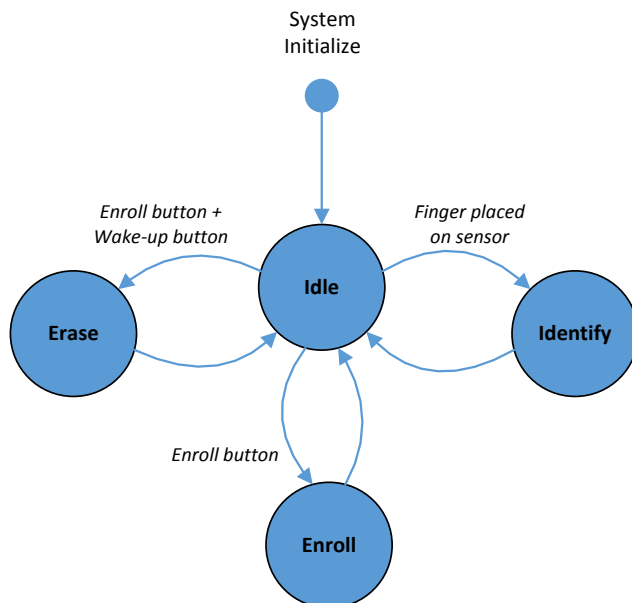 System
Initialize
Enroll button +
Wake-up button
Finger placed
on sensor
Idle
Erase
Identify
Enroll button
Enroll